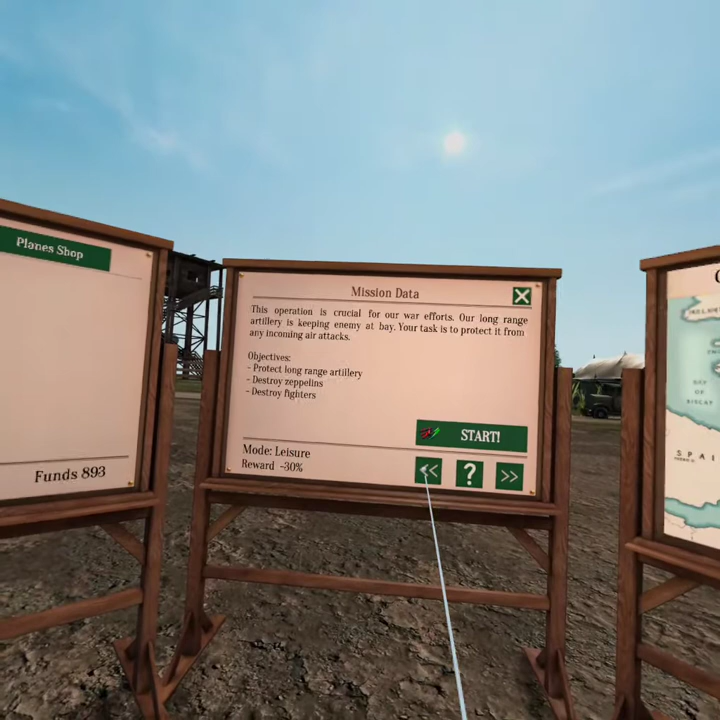 Planes Shop
Funds 893
Mission Data
This operation is crucial for our war efforts. Our long range
artillery is keeping enemy at bay. Your task is to protect it from
any incoming air attacks.
Objectives:
- Protect long range artillery
- Destroy zeppelins
- Destroy fighters
START!
Mode: Leisure
Reward -30%
<< ? >>
BAY
OF
BISCAY
SPAI